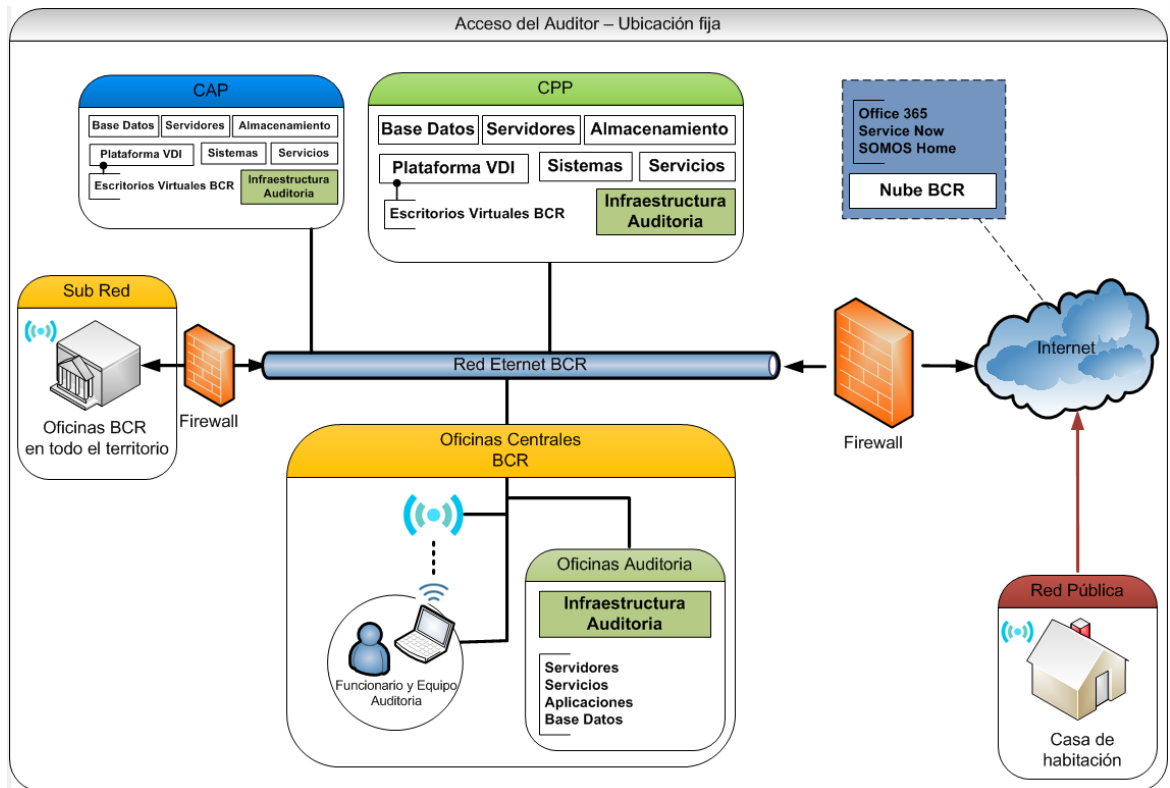 Acceso del Auditor – Ubicación fija
CAP
Base Datos
Servidores
Almacenamiento
Plataforma VDI
Sistemas
Servicios
Escritorios Virtuales BCR
Infraestructura
Auditoria
CPP
Base Datos
Servidores
Almacenamiento
Plataforma VDI
Sistemas
Servicios
Escritorios Virtuales BCR
Infraestructura
Auditoria
Office 365
Service Now
SOMOS Home
Nube BCR
Sub Red
Oficinas BCR
en todo el territorio
Firewall
Red Eternet BCR
Firewall
Internet
Oficinas Centrales
BCR
Funcionario y Equipo
Auditoria
Oficinas Auditoria
Infraestructura
Auditoria
Servidores
Servicios
Aplicaciones
Base Datos
Red Pública
Casa de
habitación